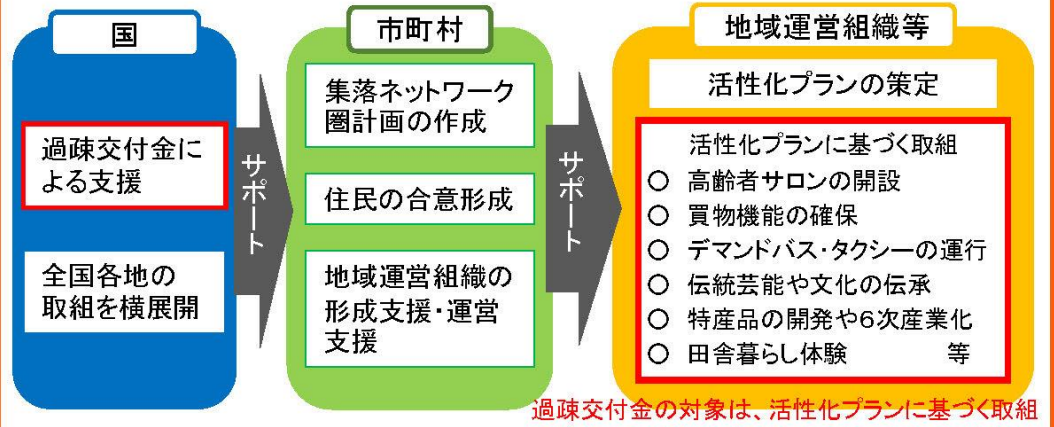 国
過疎交付金に
よる支援
全国各地の
取組を横展開
サポート
市町村
集落ネットワーク
圏計画の作成
住民の合意形成
地域運営組織の
形成支援・運営
支援
サポート
地域運営組織等
活性化プランの策定
活性化プランに基づく取組
○ 高齢者サロンの開設
○ 買物機能の確保
○ デマンドバス・タクシーの運行
○ 伝統芸能や文化の伝承
○ 特産品の開発や6次産業化
○ 田舎暮らし体験 等
過疎交付金の対象は、活性化プランに基づく取組